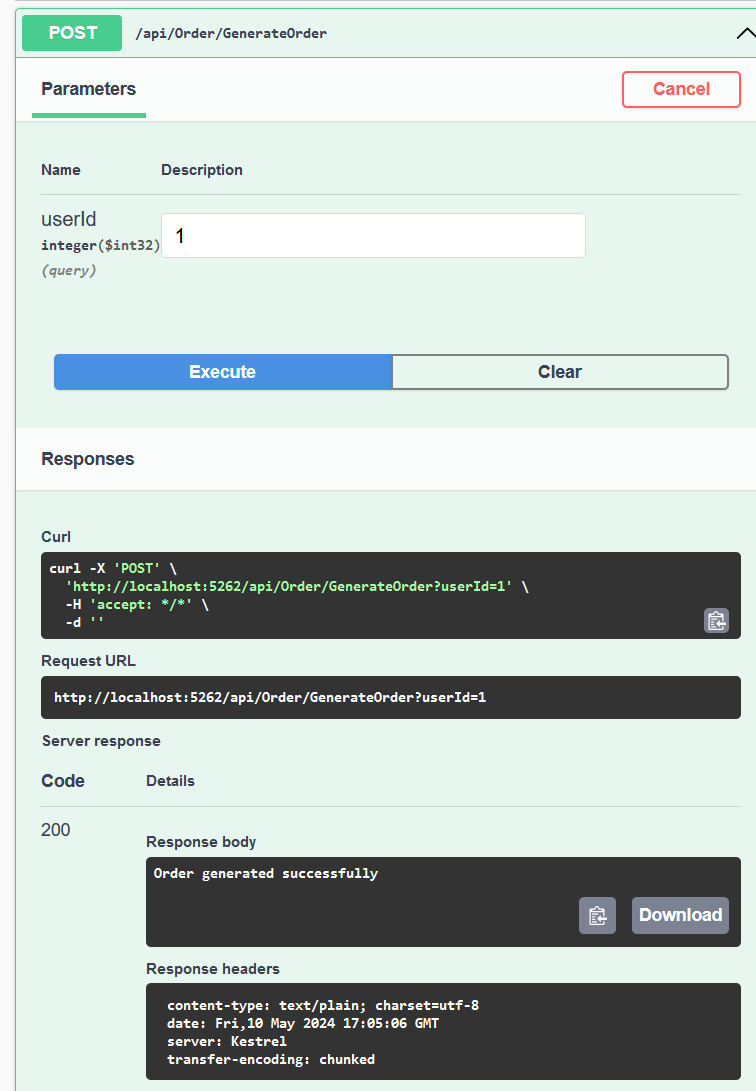 POST /api/Order/GenerateOrder
Parameters
Cancel
Name Description
userId
integer($int32)
(query)
1
Execute
Clear
Responses
Curl
curl -X 'POST' \
'http://localhost:5262/api/Order/GenerateOrder?userId=1' \
-H 'accept: */*' \
-d ''
Request URL
http://localhost:5262/api/Order/GenerateOrder?userId=1
Server response
Code Details
200
Response body
Order generated successfully
Download
Response headers
content-type: text/plain; charset=utf-8
date: Fri,10 May 2024 17:05:06 GMT
server: Kestrel
transfer-encoding: chunked